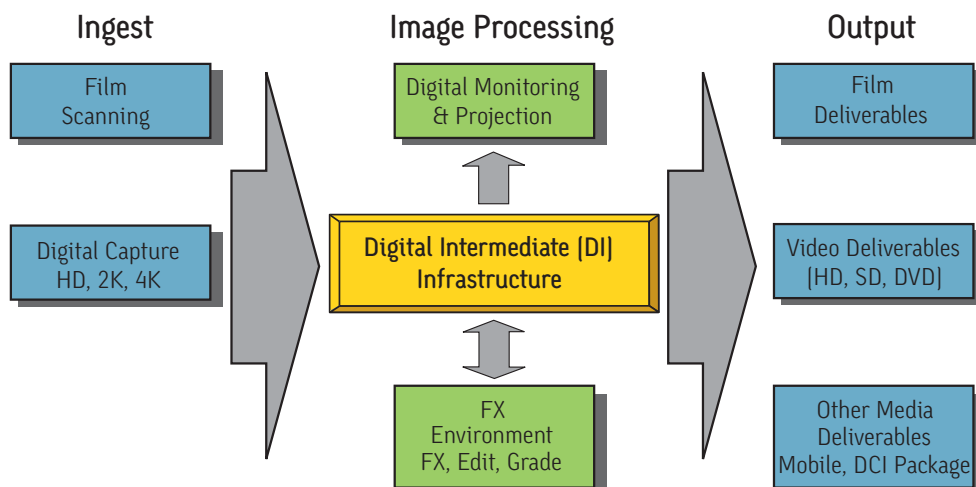 Ingest
Image Processing
Output
Film
Scanning
Digital Monitoring
& Projection
Film
Deliverables
Digital Capture
HD, 2K, 4K
Digital Intermediate (DI)
Infrastructure
Video Deliverables
(HD, SD, DVD)
FX
Environment
FX, Edit, Grade
Other Media
Deliverables
Mobile, DCI Package